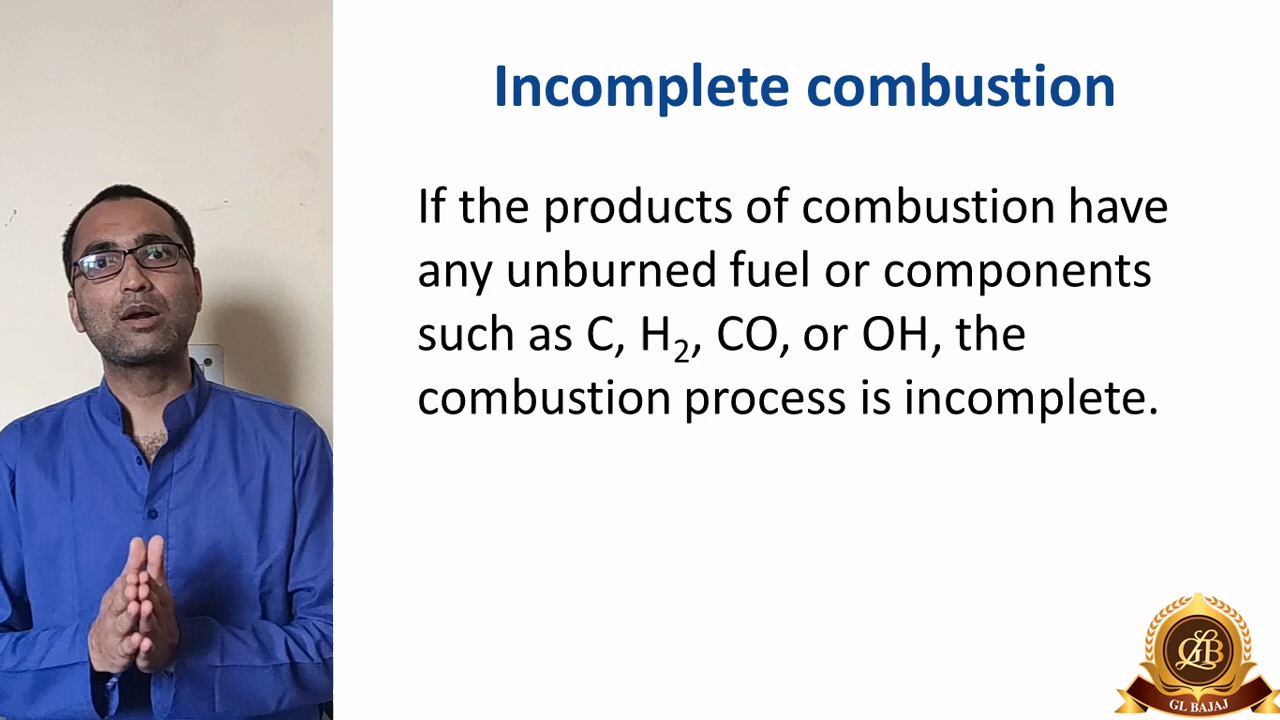 Incomplete combustion
If the products of combustion have
any unburned fuel or components
such as C, H₂, CO, or OH, the
combustion process is incomplete.
GLB
GL BAJAJ